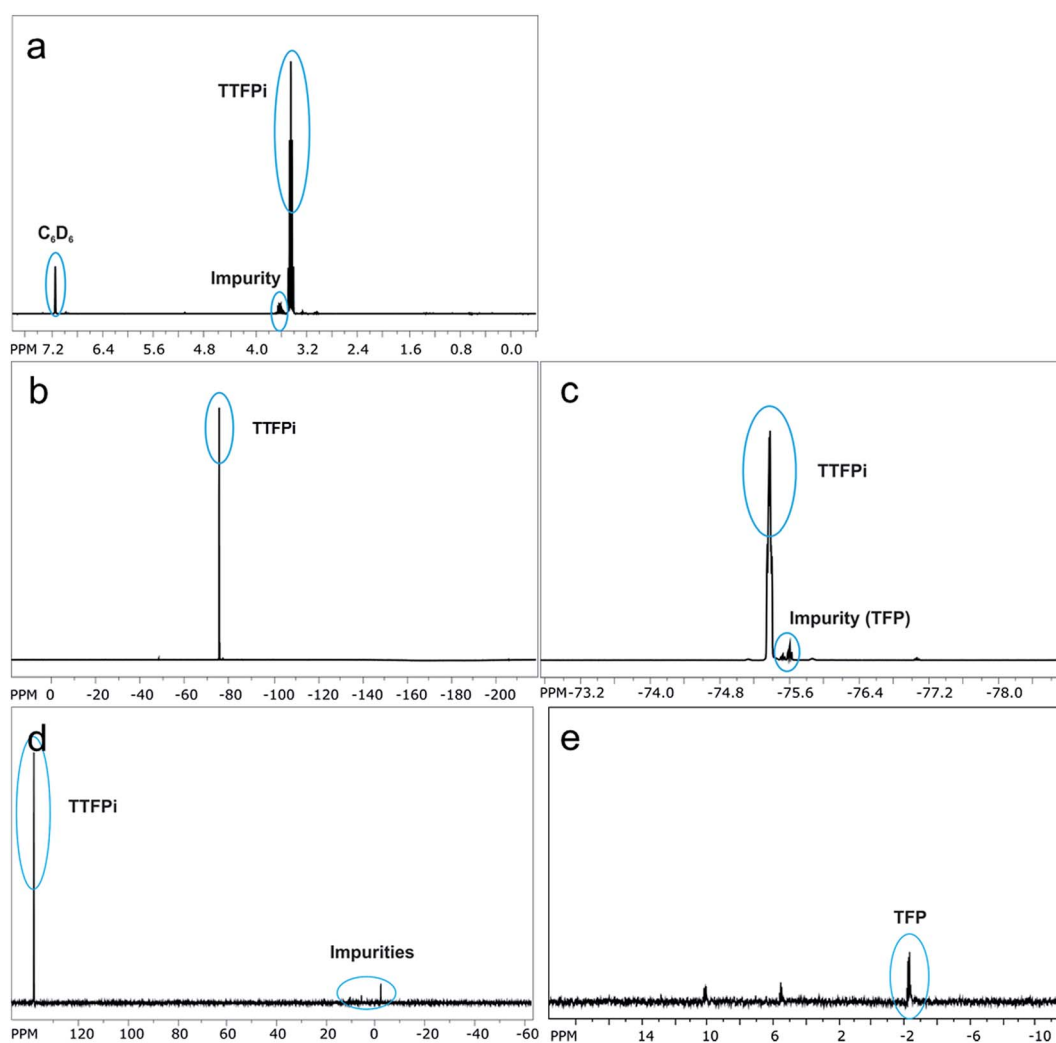 a
TTFPi
C₆D₆
Impurity
PPM 7.2 6.4 5.6 4.8 4.0 3.2 2.4 1.6 0.8 0.0
b
TTFPi
PPM 0 -20 -40 -60 -80 -100 -120 -140 -160 -180 -200
c
TTFPi
Impurity (TFP)
PPM -73.2 -74.0 -74.8 -75.6 -76.4 -77.2 -78.0
d
TTFPi
Impurities
120 100 80 60 40 20 0 -20 -40 -60
e
TFP
PPM 14 10 6 2 -2 -6 -10